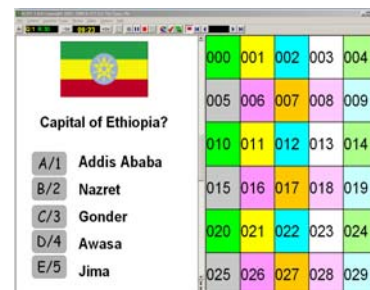 Capital of Ethiopia?
A/1 Addis Ababa
B/2 Nazret
C/3 Gonder
D/4 Awasa
E/5 Jima
000 001 002 003 004
005 006 007 008 009
010 011 012 013 014
015 016 017 018 019
020 021 022 023 024
025 026 027 028 029